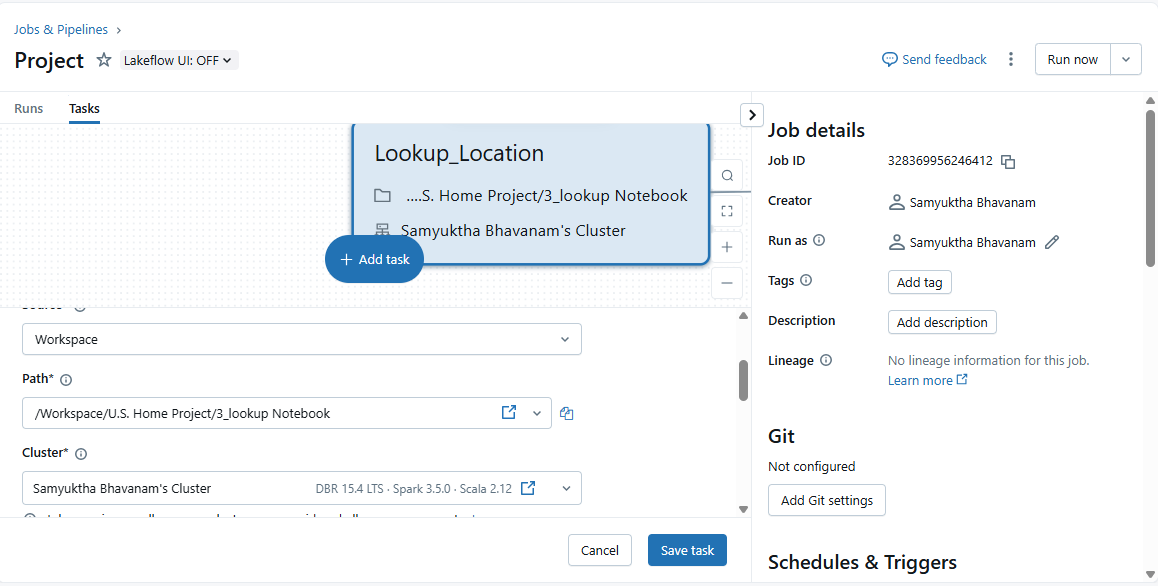 Jobs & Pipelines
Project Lakeflow UI: OFF
Send feedback
Run now
Runs Tasks
Lookup_Location
....S. Home Project/3_lookup Notebook
Samyuktha Bhavanam's Cluster
+ Add task
Workspace
Path*
/Workspace/U.S. Home Project/3_lookup Notebook
Cluster*
Samyuktha Bhavanam's Cluster DBR 15.4 LTS · Spark 3.5.0 · Scala 2.12
Cancel Save task
Job details
Job ID 328369956246412
Creator Samyuktha Bhavanam
Run as Samyuktha Bhavanam
Tags Add tag
Description Add description
Lineage No lineage information for this job.
Learn more
Git
Not configured
Add Git settings
Schedules & Triggers